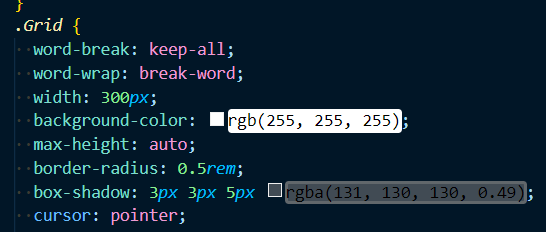 }
.Grid {
word-break: keep-all;
word-wrap: break-word;
width: 300px;
background-color: rgb(255, 255, 255);
max-height: auto;
border-radius: 0.5rem;
box-shadow: 3px 3px 5px rgba(131, 130, 130, 0.49);
cursor: pointer;